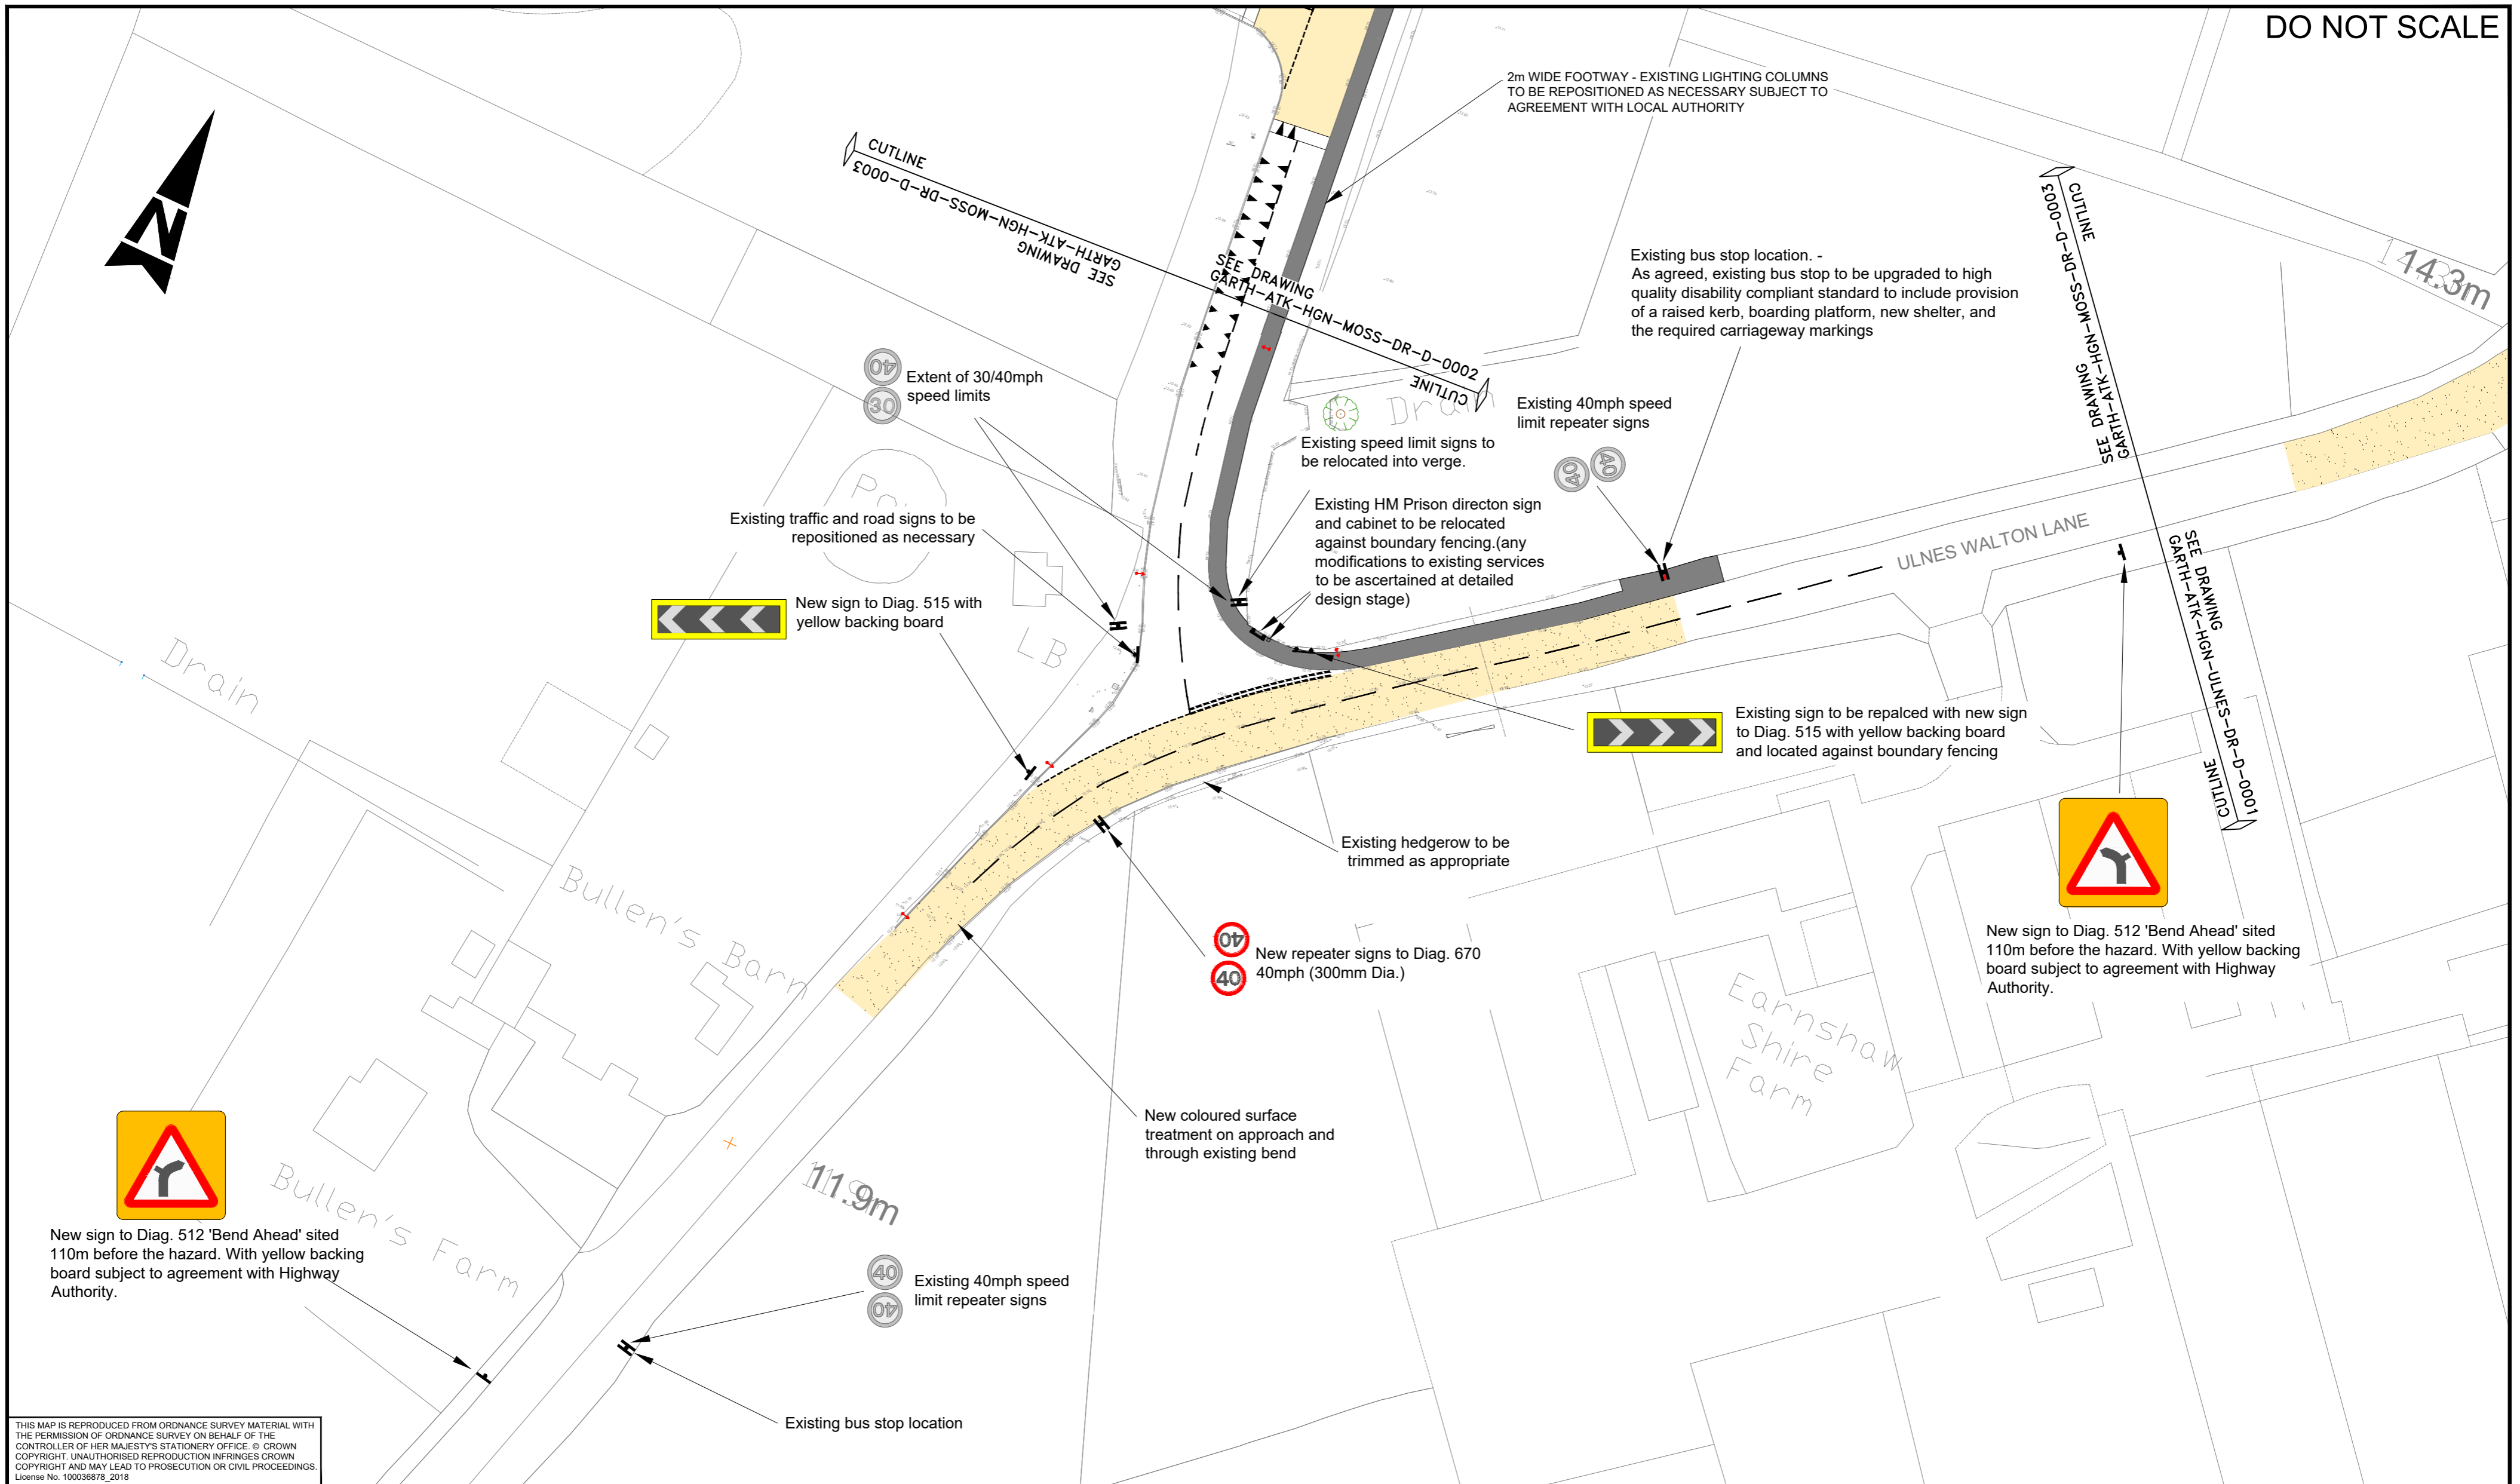 DO NOT SCALE
2m WIDE FOOTWAY - EXISTING LIGHTING COLUMNS
TO BE REPOSITIONED AS NECESSARY SUBJECT TO
AGREEMENT WITH LOCAL AUTHORITY
N
CUTLINE
SEE DRAWING
GARTH-ATK-HGN-MOSS-DR-D-0003
SEE DRAWING
GARTH-ATK-HGN-MOSS-DR-D-0002
CUTLINE
Existing bus stop location. -
As agreed, existing bus stop to be upgraded to high
quality disability compliant standard to include provision
of a raised kerb, boarding platform, new shelter, and
the required carriageway markings
CUTLINE
SEE DRAWING
GARTH-ATK-HGN-MOSS-DR-D-0003
14.3m
40
30
Extent of 30/40mph
speed limits
Drain
Existing 40mph speed
limit repeater signs
40
40
Existing speed limit signs to
be relocated into verge.
Existing HM Prison directon sign
and cabinet to be relocated
against boundary fencing.(any
modifications to existing services
to be ascertained at detailed
design stage)
Existing traffic and road signs to be
repositioned as necessary
ULNES WALTON LANE
SEE DRAWING
GARTH-ATK-HGN-ULNES-DR-D-0001
CUTLINE
New sign to Diag. 515 with
yellow backing board
LB
Drain
Existing sign to be repalced with new sign
to Diag. 515 with yellow backing board
and located against boundary fencing
Existing hedgerow to be
trimmed as appropriate
Bullen's Barn
40
40
New repeater signs to Diag. 670
40mph (300mm Dia.)
New sign to Diag. 512 'Bend Ahead' sited
110m before the hazard. With yellow backing
board subject to agreement with Highway
Authority.
Earnshaw
Shire
Farm
New coloured surface
treatment on approach and
through existing bend
11.9m
Bullen's Farm
New sign to Diag. 512 'Bend Ahead' sited
110m before the hazard. With yellow backing
board subject to agreement with Highway
Authority.
40
40
Existing 40mph speed
limit repeater signs
Existing bus stop location
THIS MAP IS REPRODUCED FROM ORDNANCE SURVEY MATERIAL WITH
THE PERMISSION OF ORDNANCE SURVEY ON BEHALF OF THE
CONTROLLER OF HER MAJESTY'S STATIONERY OFFICE. © CROWN
COPYRIGHT. UNAUTHORISED REPRODUCTION INFRINGES CROWN
COPYRIGHT AND MAY LEAD TO PROSECUTION OR CIVIL PROCEEDINGS.
License No. 100036878_2018